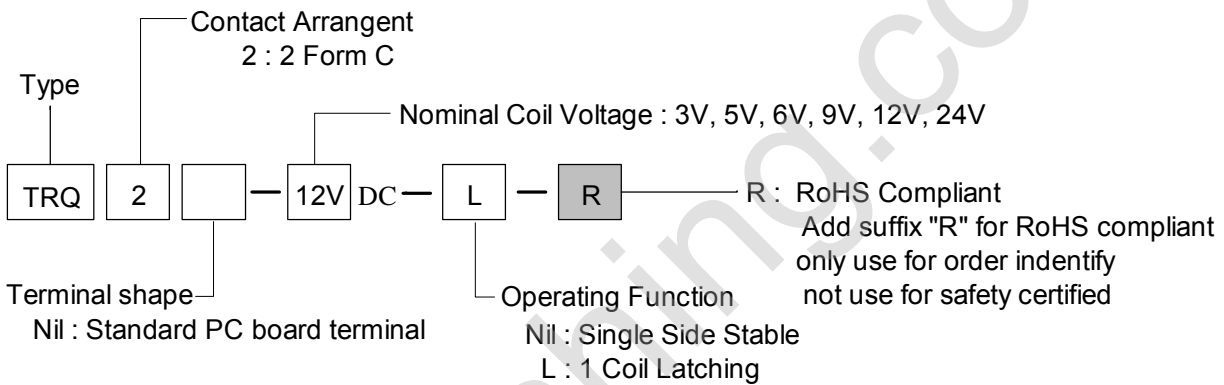 Contact Arrangent
2 : 2 Form C
Type
Nominal Coil Voltage : 3V, 5V, 6V, 9V, 12V, 24V
TRQ 2 — 12V DC — L — R
R : RoHS Compliant
Add suffix "R" for RoHS compliant
only use for order indentify
not use for safety certified
Terminal shape
Nil : Standard PC board terminal
Operating Function
Nil : Single Side Stable
L : 1 Coil Latching
hing.co